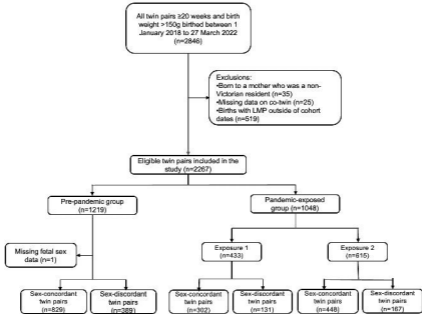 All twin pairs ≥20 weeks and birth
weight >150g birthed between 1
January 2018 to 27 March 2022
(n=2846)
Exclusions:
•Born to a mother who was a non-
Victorian resident (n=35)
•Missing data on co-twin (n=25)
•Births with LMP outside of cohort
dates (n=519)
Eligible twin pairs included in the
study (n=2267)
Pre-pandemic group
(n=1219)
Pandemic-exposed
group (n=1048)
Missing fetal sex
data (n=1)
Exposure 1
(n=433)
Exposure 2
(n=615)
Sex-concordant
twin pairs
(n=829)
Sex-discordant
twin pairs
(n=389)
Sex-concordant
twin pairs
(n=302)
Sex-discordant
twin pairs
(n=131)
Sex-concordant
twin pairs
(n=448)
Sex-discordant
twin pairs
(n=167)